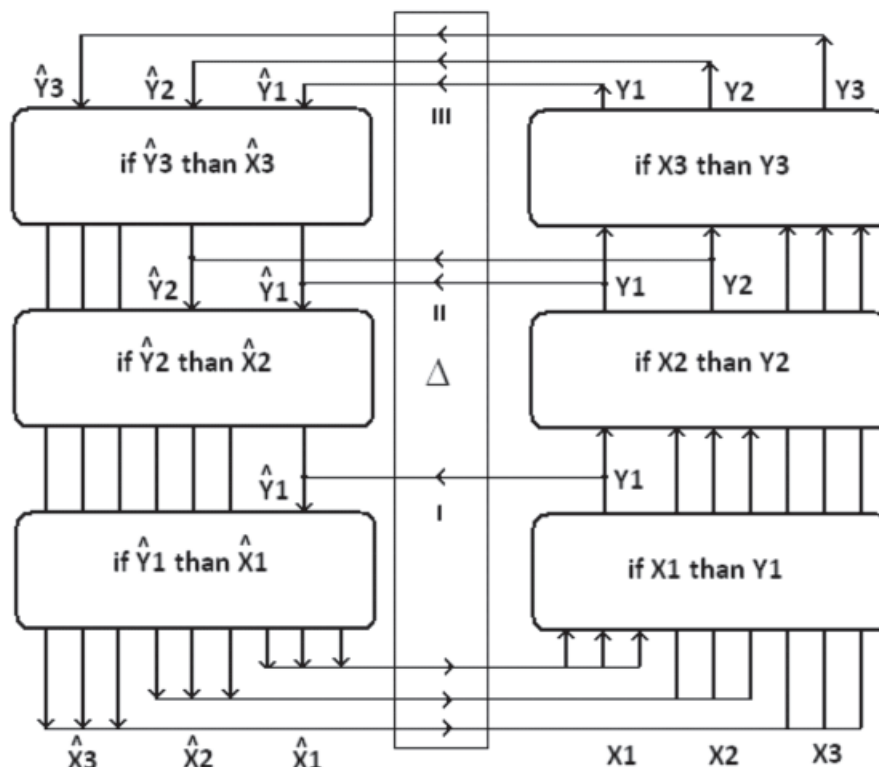 Ŷ3 Ŷ2 Ŷ1 Y1 Y2 Y3
III
if Ŷ3 than X̂3 if X3 than Y3
Ŷ2 Ŷ1 Y1 Y2
II
if Ŷ2 than X̂2 if X2 than Y2
Δ
Ŷ1 Y1
I
if Ŷ1 than X̂1 if X1 than Y1
X̂3 X̂2 X̂1 X1 X2 X3